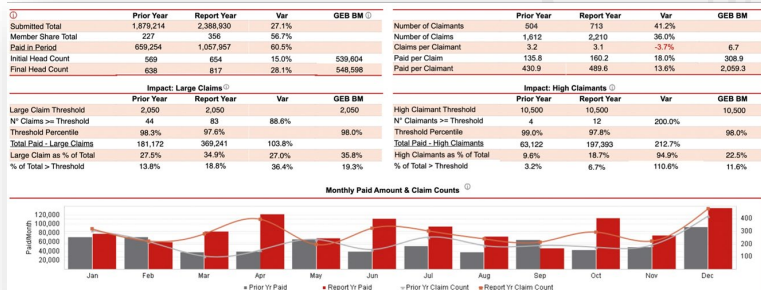 Prior Year Report Year Var GEB BM
Submitted Total 1,879,214 2,388,930 27.1%
Member Share Total 227 356 56.7%
Paid in Period 659,254 1,057,957 60.5%
Initial Head Count 569 654 15.0% 539,604
Final Head Count 638 817 28.1% 548,598
Prior Year Report Year Var GEB BM
Number of Claimants 504 713 41.2%
Number of Claims 1,612 2,210 36.0%
Claims per Claimant 3.2 3.1 -3.7% 6.7
Paid per Claim 135.8 160.2 18.0% 308.9
Paid per Claimant 430.9 489.6 13.6% 2,059.3
Impact: Large Claims
Prior Year Report Year Var GEB BM
Large Claim Threshold 2,050 2,050 2,050
N° Claims >= Threshold 44 83 88.6%
Threshold Percentile 98.3% 97.6% 98.0%
Total Paid - Large Claims 181,172 369,241 103.8%
Large Claim as % of Total 27.5% 34.9% 27.0% 35.8%
% of Total > Threshold 13.8% 18.8% 36.4% 19.3%
Impact: High Claimants
Prior Year Report Year Var GEB BM
High Claimant Threshold 10,500 10,500 10,500
N° Claimants >= Threshold 4 12 200.0%
Threshold Percentile 99.0% 97.8% 98.0%
Total Paid - High Claimants 63,122 197,393 212.7%
High Claimants as % of Total 9.6% 18.7% 94.9% 22.5%
% of Total > Threshold 3.2% 6.7% 110.6% 11.6%
Monthly Paid Amount & Claim Counts
Paid/Month
120,000
100,000
80,000
60,000
40,000
20,000
400
300
200
100
Jan Feb Mar Apr May Jun Jul Aug Sep Oct Nov Dec
Prior Yr Paid Report Yr Paid Prior Yr Claim Count Report Yr Claim Count